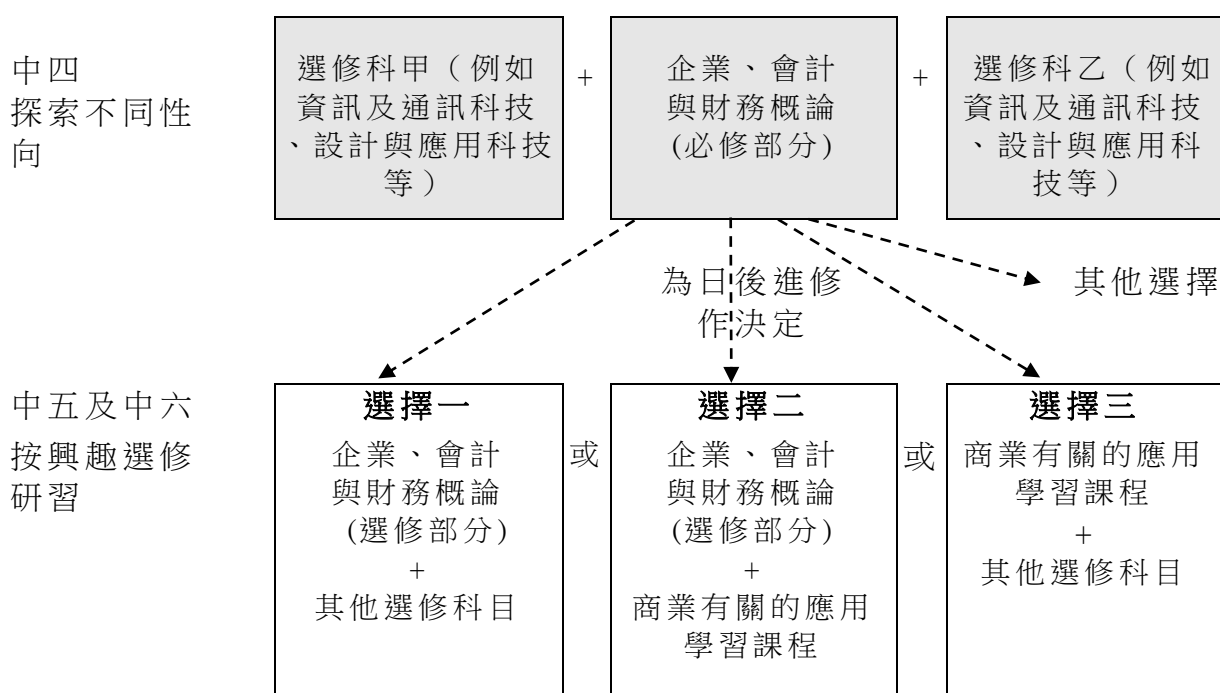 中四
探索不同性
向
選修科甲（例如
資訊及通訊科技
、設計與應用科技
等）
+
企業、會計
與財務概論
(必修部分)
+
選修科乙（例如
資訊及通訊科技
、設計與應用科
技等）
為日後進修
作決定
其他選擇
中五及中六
按興趣選修
研習
選擇一
企業、會計
與財務概論
(選修部分)
+
其他選修科目
或
選擇二
企業、會計
與財務概論
(選修部分)
+
商業有關的應用
學習課程
或
選擇三
商業有關的應用
學習課程
+
其他選修科目